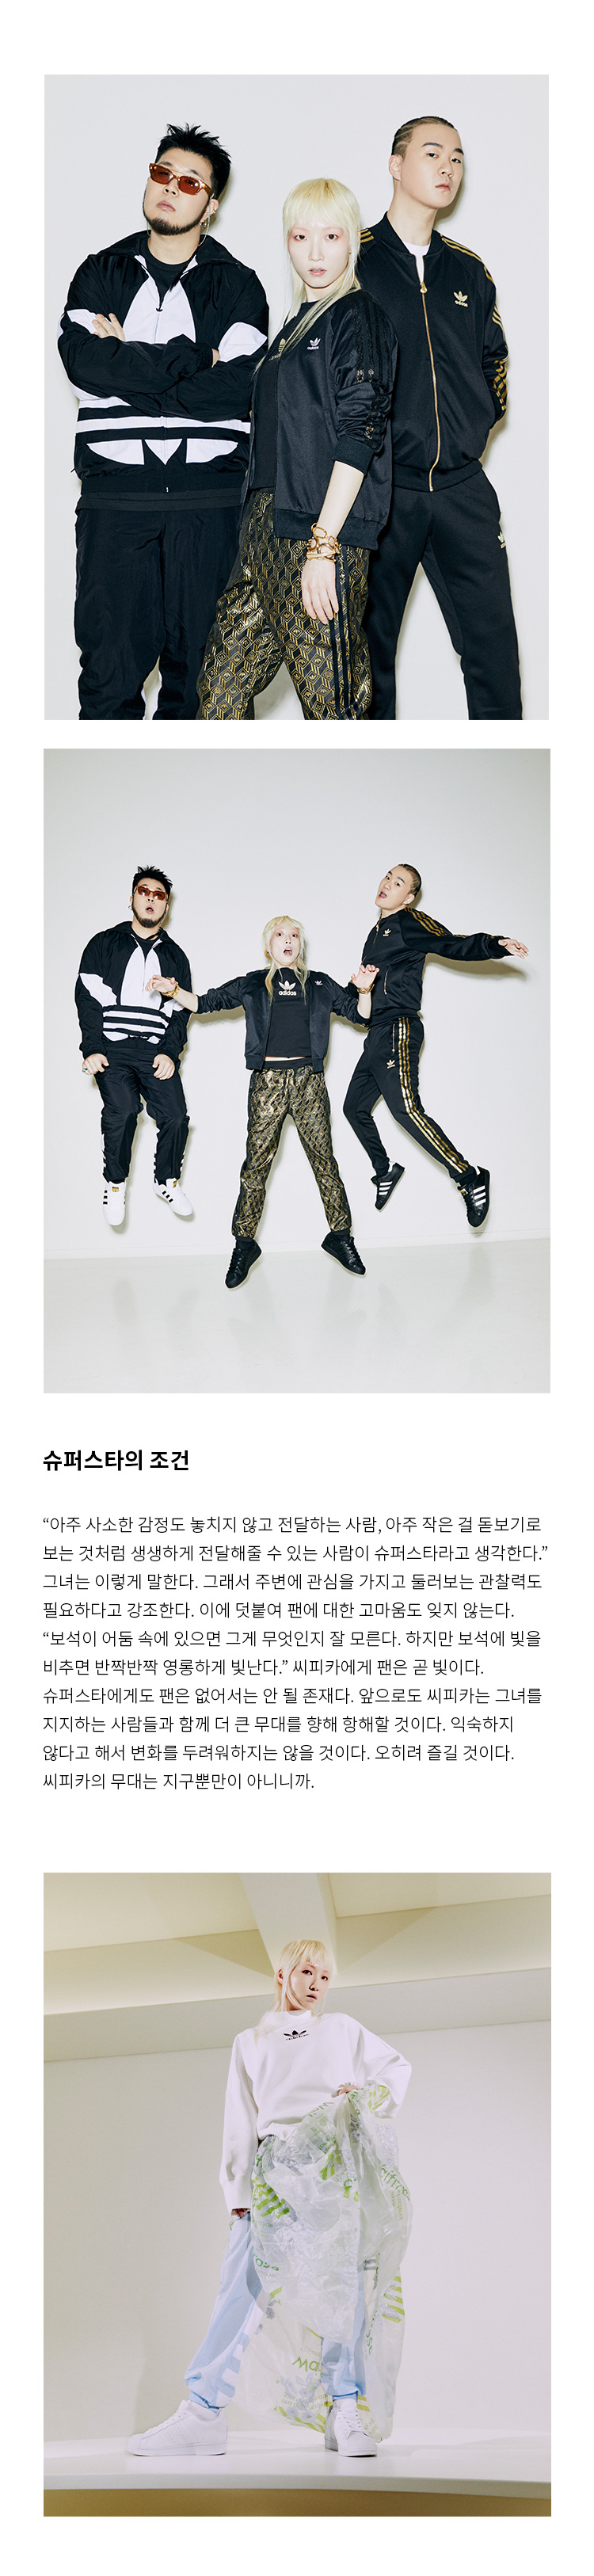 adidas
adidas
adidas
슈퍼스타의 조건
“아주 사소한 감정도 놓치지 않고 전달하는 사람, 아주 작은 걸 돋보기로
보는 것처럼 생생하게 전달해줄 수 있는 사람이 슈퍼스타라고 생각한다.”
그녀는 이렇게 말한다. 그래서 주변에 관심을 가지고 둘러보는 관찰력도
필요하다고 강조한다. 이에 덧붙여 팬에 대한 고마움도 잊지 않는다.
“보석이 어둠 속에 있으면 그게 무엇인지 잘 모른다. 하지만 보석에 빛을
비추면 반짝반짝 영롱하게 빛난다.” 씨피카에게 팬은 곧 빛이다.
슈퍼스타에게도 팬은 없어서는 안 될 존재다. 앞으로도 씨피카는 그녀를
지지하는 사람들과 함께 더 큰 무대를 향해 항해할 것이다. 익숙하지
않다고 해서 변화를 두려워하지는 않을 것이다. 오히려 즐길 것이다.
씨피카의 무대는 지구뿐만이 아니니까.